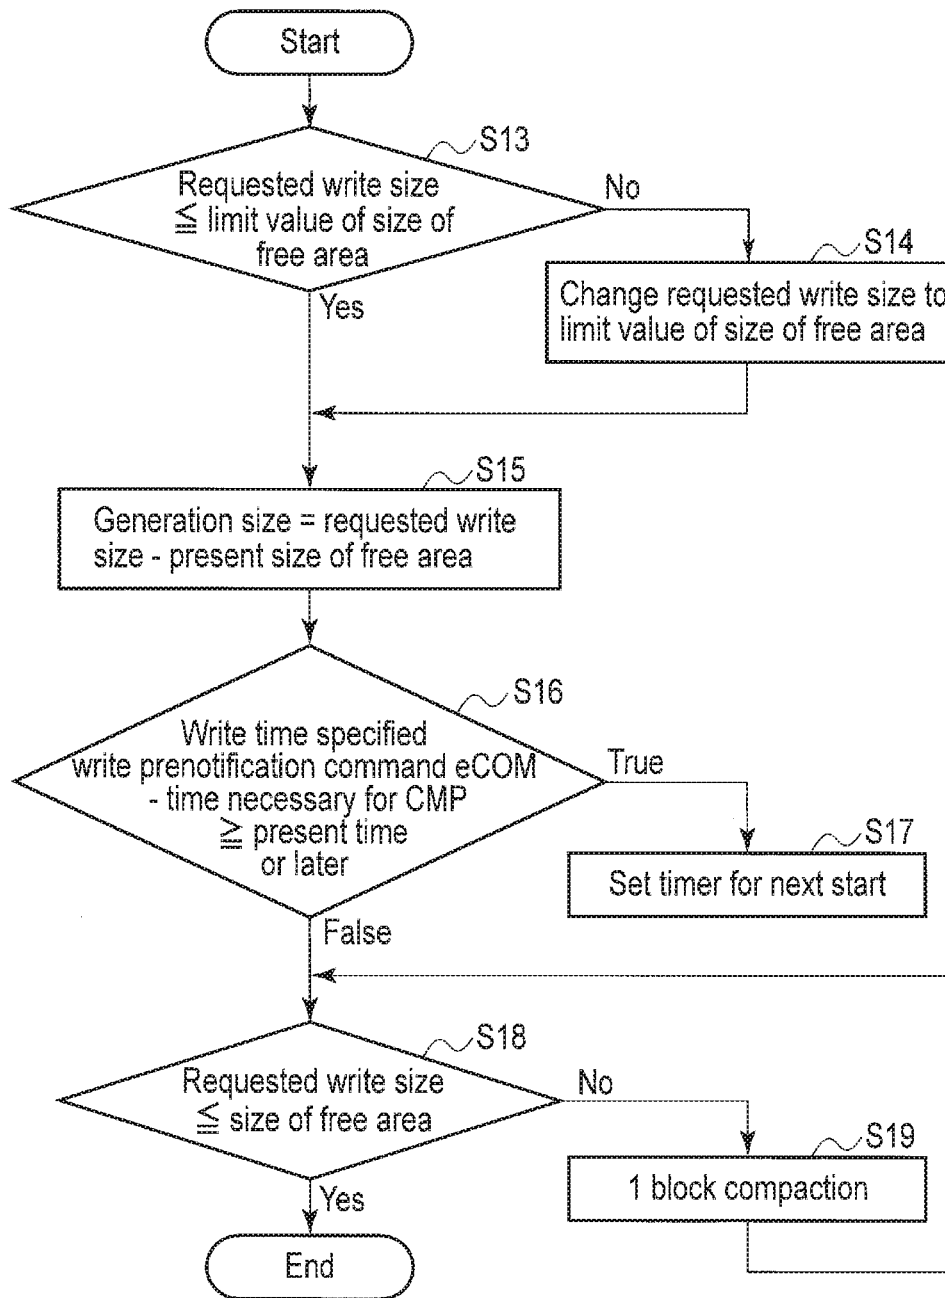 Start
S13
Requested write size
≦ limit value of size of
free area
No
Yes
S14
Change requested write size to
limit value of size of free area
S15
Generation size = requested write
size - present size of free area
S16
Write time specified
write prenotification command eCOM
- time necessary for CMP
≧ present time
or later
True
False
S17
Set timer for next start
S18
Requested write size
≦ size of free area
No
Yes
S19
1 block compaction
End